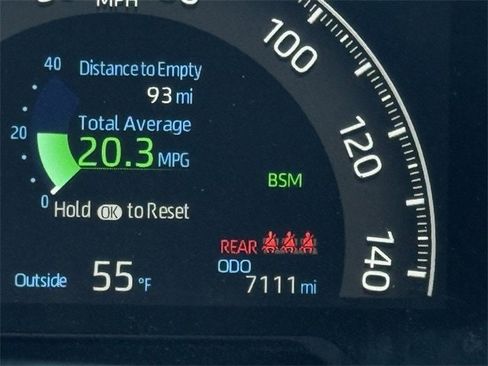 MPH
100
40
Distance to Empty
93 mi
Total Average
20
20.3 MPG
120
BSM
0
Hold OK to Reset
REAR
140
ODO
Outside 55 °F
7111 mi